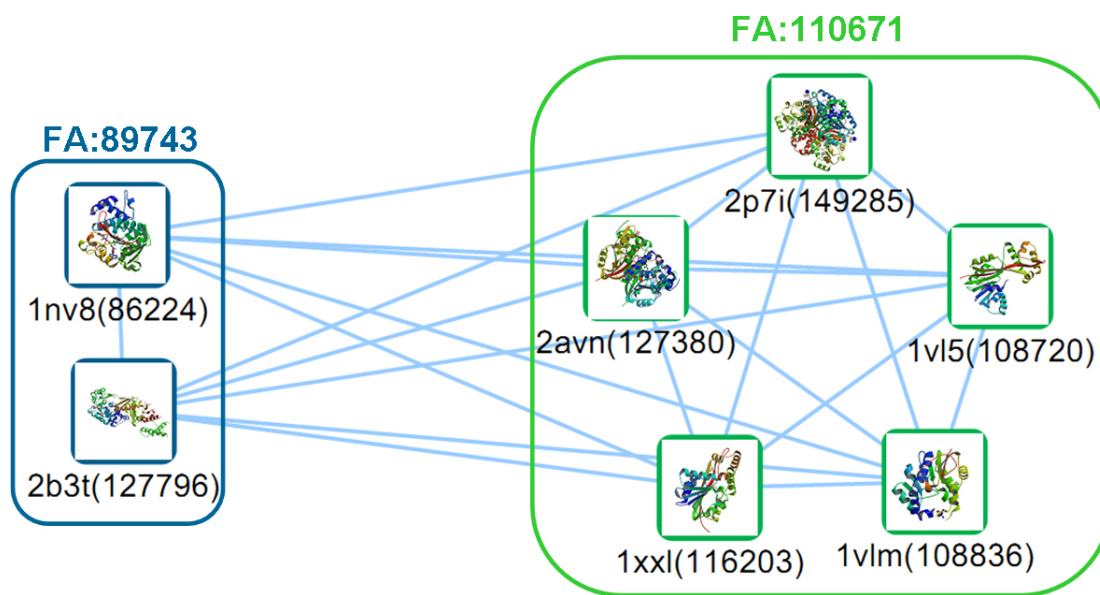 FA:110671
FA:89743
2p7i(149285)
1nv8(86224)
2avn(127380)
1vl5(108720)
2b3t(127796)
1xxl(116203)
1vlm(108836)